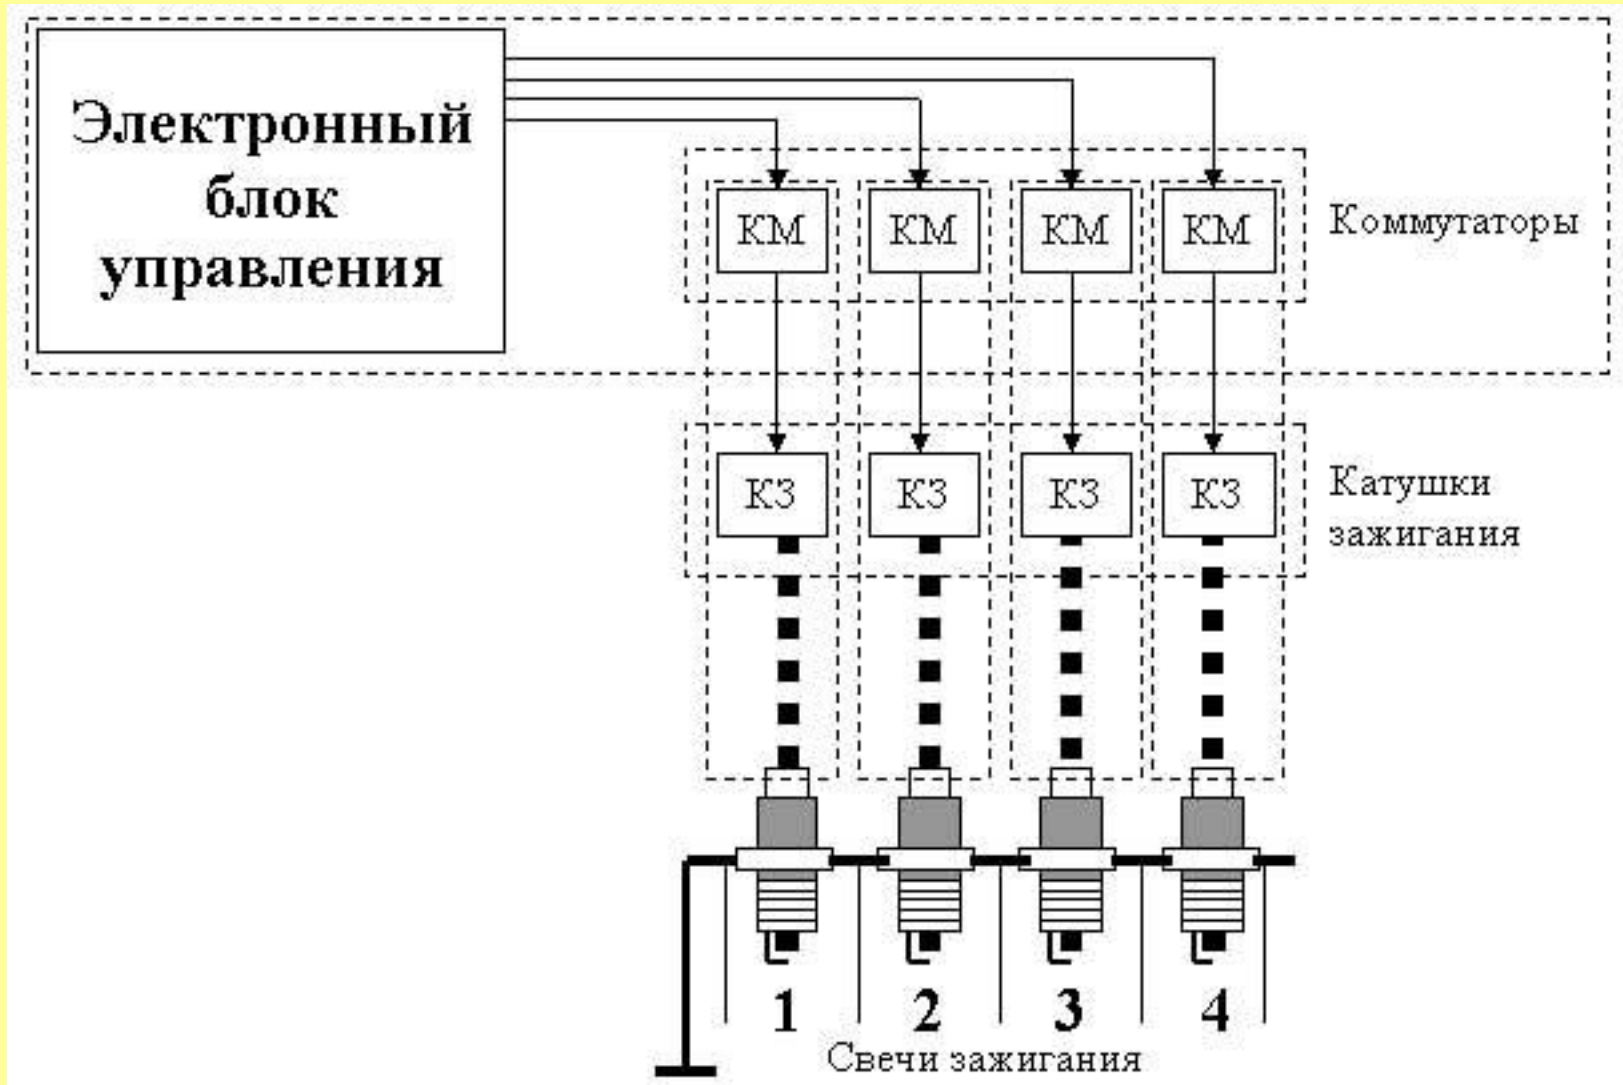 Электронный
блок
управления
КМ КМ КМ КМ
Коммутаторы
КЗ КЗ КЗ КЗ
Катушки
зажигания
1 2 3 4
Свечи зажигания